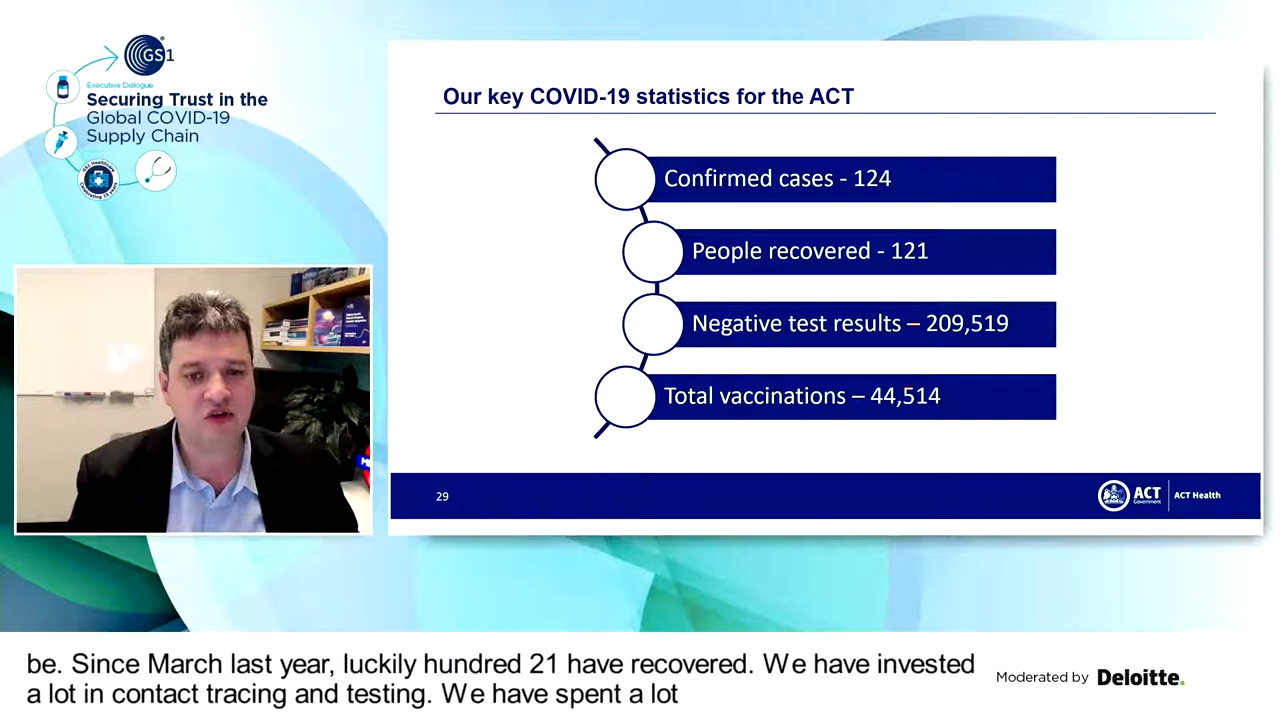 GS1
Executive Dialogue
Securing Trust in the
Global COVID-19
Supply Chain
GS1 Healthcare
Our key COVID-19 statistics for the ACT
Confirmed cases - 124
People recovered - 121
Negative test results – 209,519
Total vaccinations – 44,514
29
ACT
Government
ACT Health
be. Since March last year, luckily hundred 21 have recovered. We have invested
a lot in contact tracing and testing. We have spent a lot
Moderated by Deloitte.